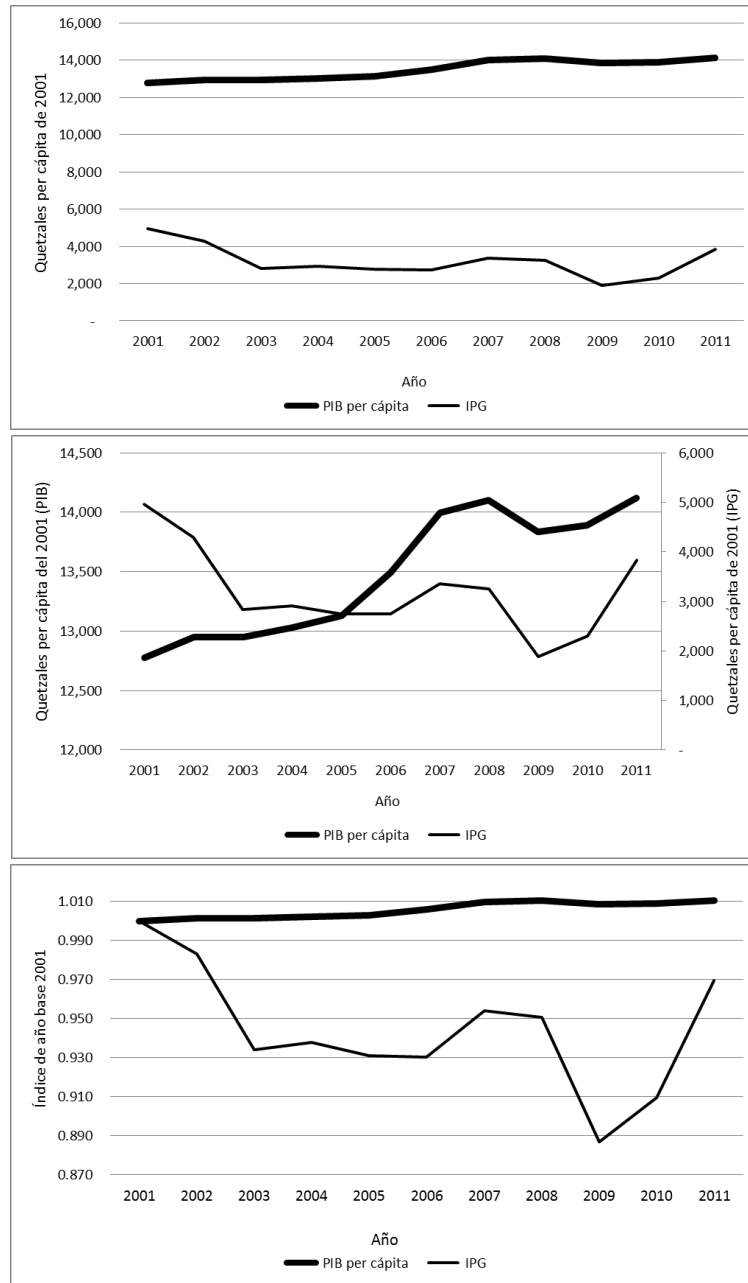 16,000
14,000
12,000
10,000
8,000
6,000
4,000
2,000
-
Quetzales per cápita de 2001
2001 2002 2003 2004 2005 2006 2007 2008 2009 2010 2011
Año
PIB per cápita IPG
14,500
14,000
13,500
13,000
12,500
12,000
Quetzales per cápita del 2001 (PIB)
6,000
5,000
4,000
3,000
2,000
1,000
-
Quetzales per cápita de 2001 (IPG)
2001 2002 2003 2004 2005 2006 2007 2008 2009 2010 2011
Año
PIB per cápita IPG
1.010
0.990
0.970
0.950
0.930
0.910
0.890
0.870
Índice de año base 2001
2001 2002 2003 2004 2005 2006 2007 2008 2009 2010 2011
Año
PIB per cápita IPG